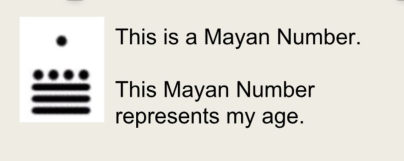 This is a Mayan Number.
This Mayan Number
represents my age.